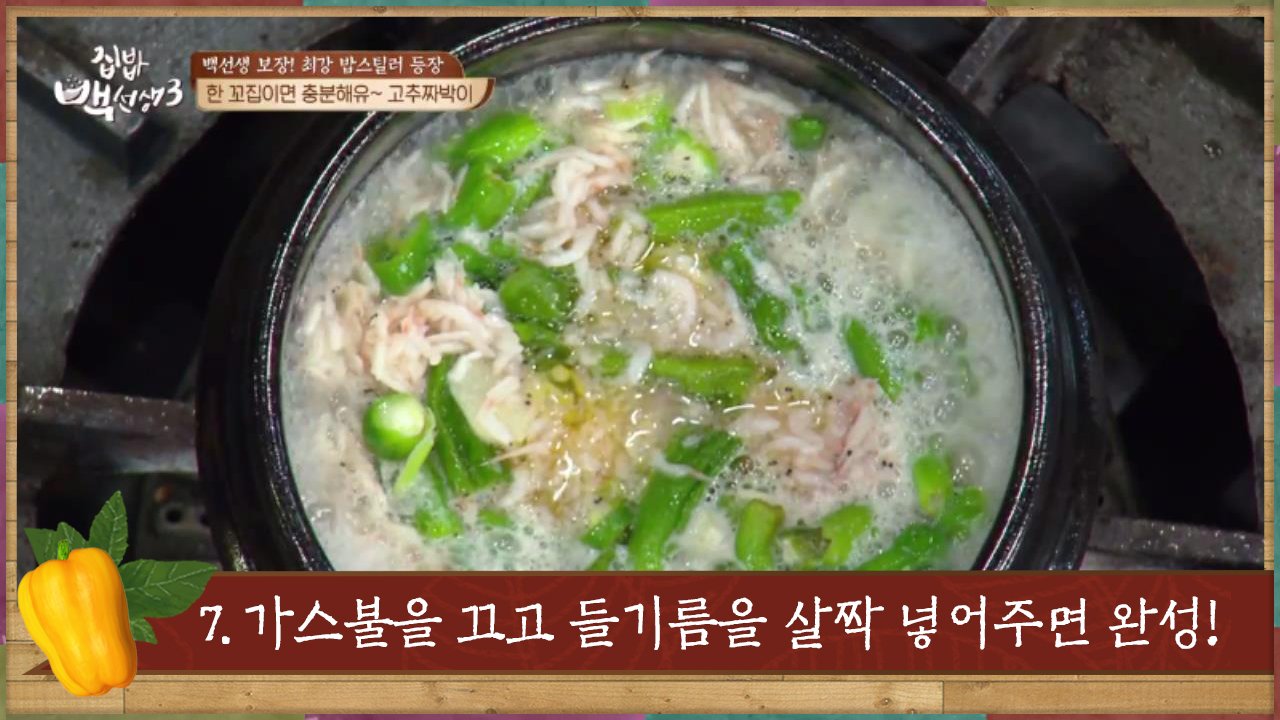 집밥
백선생3
백선생 보장! 최강 밥스틸러 등장
한 꼬집이면 충분해유~ 고추짜박이
7. 가스불을 끄고 들기름을 살짝 넣어주면 완성!